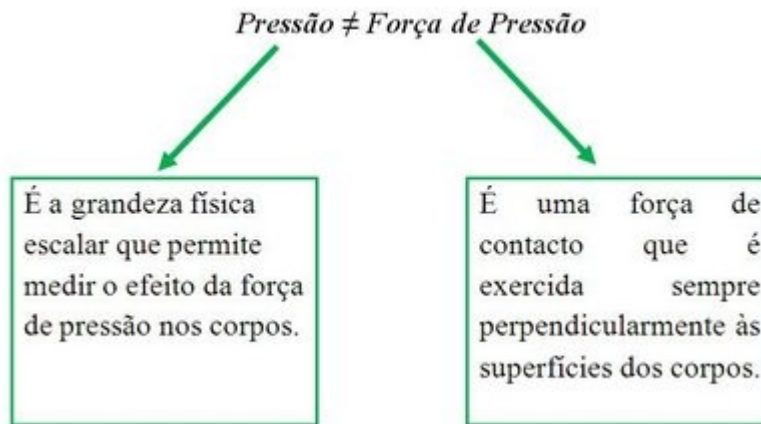 Pressão ≠ Força de Pressão
É a grandeza física
escalar que permite
medir o efeito da força
de pressão nos corpos.
É uma força de
contacto que é
exercida sempre
perpendicularmente às
superfícies dos corpos.